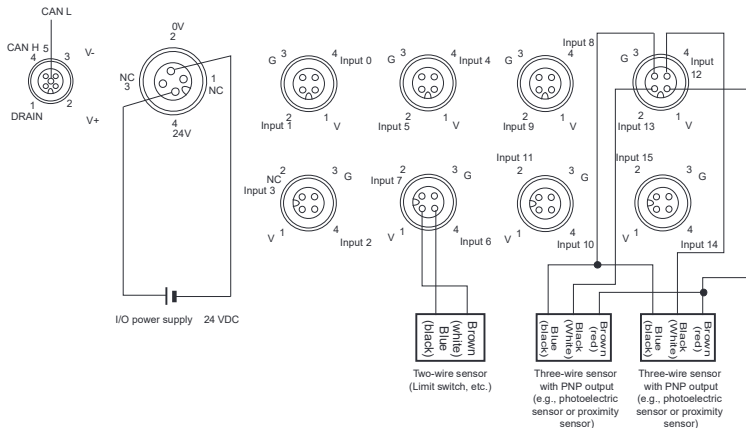 CAN L
CAN H 5
4 3 V-
1 2 V+
DRAIN
0V
2
NC
3
1
NC
4
24V
I/O power supply 24 VDC
G 3 4 Input 0
Input 1 2 1 V
G 3 4 Input 4
Input 5 2 1 V
G 3 4 Input 8
Input 9 2 1 V
G 3 4 Input 12
Input 13 2 1 V
NC 2 3 G
Input 3
V 1 4 Input 2
Input 7 2 3 G
V 1 4 Input 6
Input 11
2 3 G
V 1 4 Input 10
Input 15
2 3 G
V 1 4 Input 14
Brown
(white)
Blue
(black)
Two-wire sensor
(Limit switch, etc.)
Brown
(red)
Black
(White)
Blue
(black)
Three-wire sensor
with PNP output
(e.g., photoelectric
sensor or proximity
sensor)
Brown
(red)
Black
(White)
Blue
(black)
Three-wire sensor
with PNP output
(e.g., photoelectric
sensor or proximity
sensor)